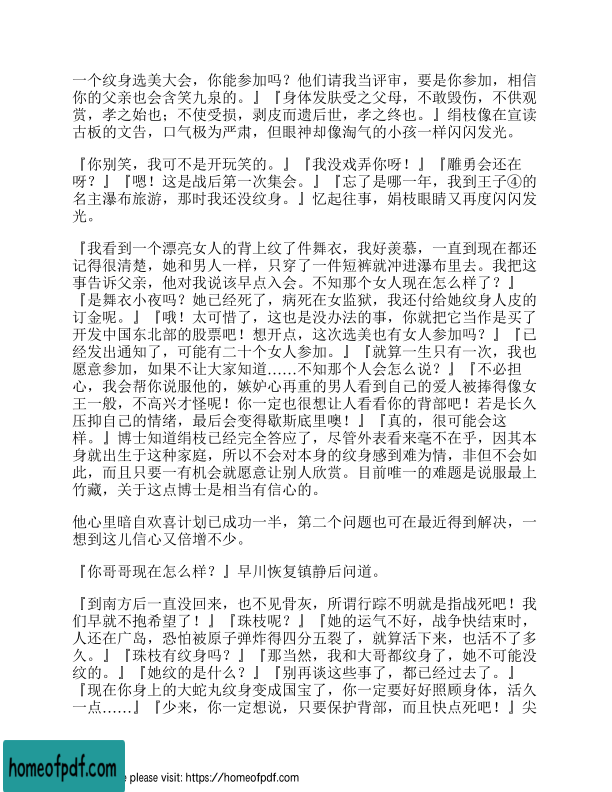 一个纹身选美大会，你能参加吗？他们请我当评审，要是你参加，相信
你的父亲也会含笑九泉的。』『身体发肤受之父母，不敢毁伤，不供观
赏，孝之始也；不使受损，剥皮而遗后世，孝之终也。』绢枝像在宣读
古板的文告，口气极为严肃，但眼神却像淘气的小孩一样闪闪发光。
『你别笑，我可不是开玩笑的。』『我没戏弄你呀！』『雕勇会还在
呀？』『嗯！这是战后第一次集会。』『忘了是哪一年，我到王子④的
名主瀑布旅游，那时我还没纹身。』忆起往事，娟枝眼睛又再度闪闪发
光。
『我看到一个漂亮女人的背上纹了件舞衣，我好羡慕，一直到现在都还
记得很清楚，她和男人一样，只穿了一件短裤就冲进瀑布里去。我把这
事告诉父亲，他对我说该早点入会。不知那个女人现在怎么样了？』
『是舞衣小夜吗？她已经死了，病死在女监狱，我还付给她纹身人皮的
订金呢。』『哦！太可惜了，这也是没办法的事，你就把它当作是买了
开发中国东北部的股票吧！想开点，这次选美也有女人参加吗？』『已
经发出通知了，可能有二十个女人参加。』『就算一生只有一次，我也
愿意参加，如果不让大家知道……不知那个人会怎么说？』『不必担
心，我会帮你说服他的，嫉妒心再重的男人看到自己的爱人被捧得像女
王一般，不高兴才怪呢！你一定也很想让人看看你的背部吧！若是长久
压抑自己的情绪，最后会变得歇斯底里噢！』『真的，很可能会这
样。』博士知道绢枝已经完全答应了，尽管外表看来毫不在乎，因其本
身就出生于这种家庭，所以不会对本身的纹身感到难为情，非但不会如
此，而且只要一有机会就愿意让别人欣赏。目前唯一的难题是说服最上
竹藏，关于这点博士是相当有信心的。
他心里暗自欢喜计划已成功一半，第二个问题也可在最近得到解决，一
想到这儿信心又倍增不少。
『你哥哥现在怎么样？』早川恢复镇静后问道。
『到南方后一直没回来，也不见骨灰，所谓行踪不明就是指战死吧！我
们早就不抱希望了！』『珠枝呢？』『她的运气不好，战争快结束时，
人还在广岛，恐怕被原子弹炸得四分五裂了，就算活下来，也活不了多
久。』『珠枝有纹身吗？』『那当然，我和大哥都纹身了，她不可能没
纹的。』『她纹的是什么？』『别再谈这些事了，都已经过去了。』
『现在你身上的大蛇丸纹身变成国宝了，你一定要好好照顾身体，活久
一点……』『少来，你一定想说，只要保护背部，而且快点死吧！』尖
homeofpdf.com
e please visit: https://homeofpdf.com